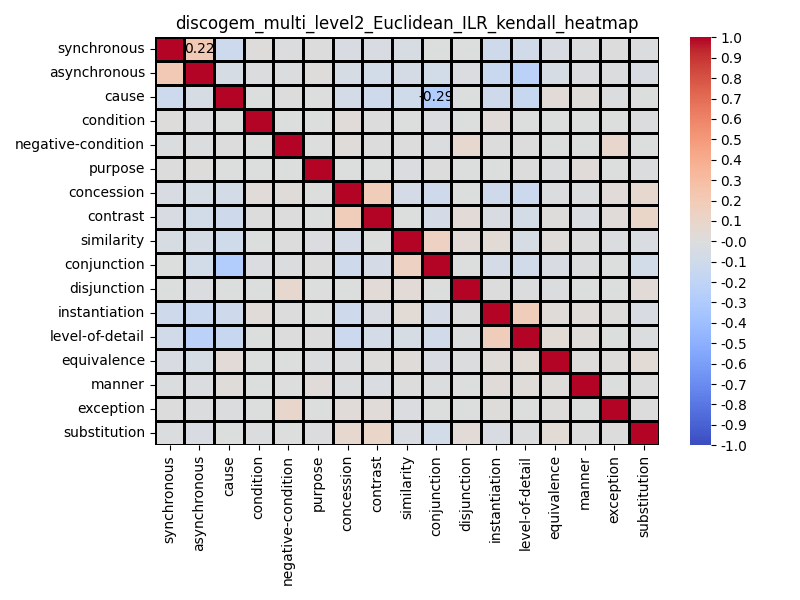 discogem_multi_level2_Euclidean_ILR_kendall_heatmap
synchronous
asynchronous
cause
condition
negative-condition
purpose
concession
contrast
similarity
conjunction
disjunction
instantiation
level-of-detail
equivalence
manner
exception
substitution
0.22
-0.29
synchronous
asynchronous
cause
condition
negative-condition
purpose
concession
contrast
similarity
conjunction
disjunction
instantiation
level-of-detail
equivalence
manner
exception
substitution
1.0
0.9
0.8
0.7
0.6
0.5
0.4
0.3
0.2
0.1
-0.0
-0.1
-0.2
-0.3
-0.4
-0.5
-0.6
-0.7
-0.8
-0.9
-1.0